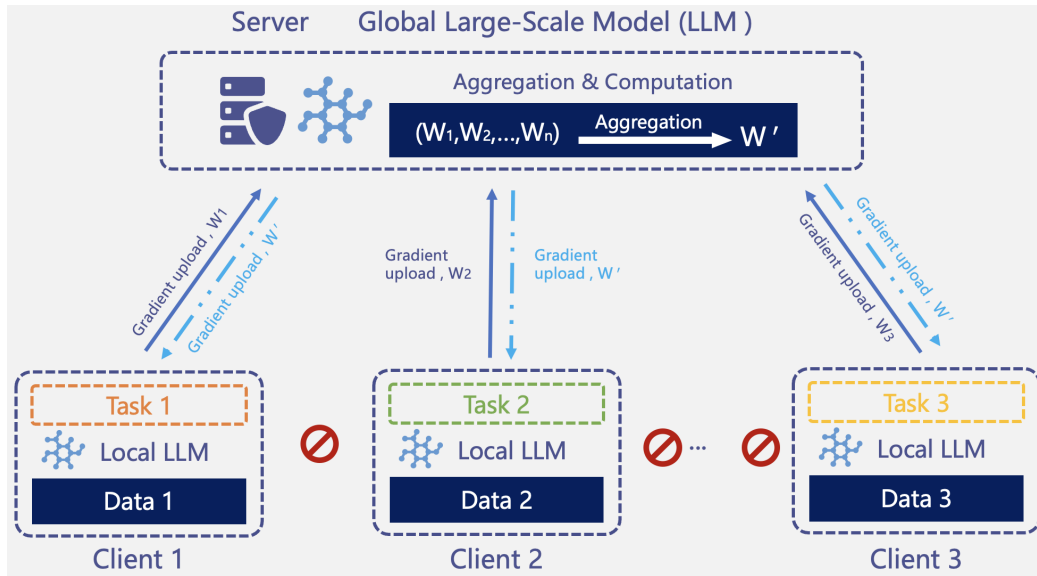 Server Global Large-Scale Model (LLM )
Aggregation & Computation
(W₁,W₂,...,Wₙ) Aggregation W '
Gradient upload , W₁
Gradient upload , W '
Gradient
upload , W₂
Gradient
upload , W '
Gradient upload , W '
Gradient upload , W₃
Task 1
Local LLM
Data 1
Client 1
Task 2
Local LLM
Data 2
Client 2
...
Task 3
Local LLM
Data 3
Client 3